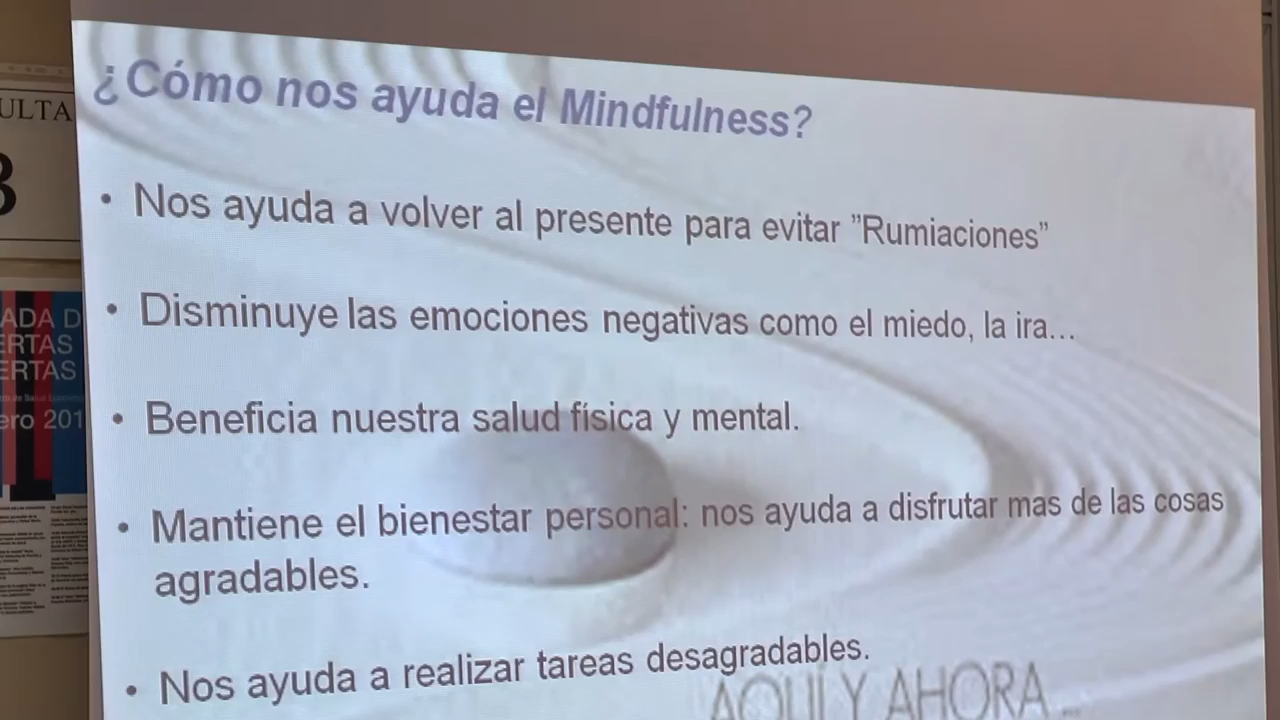 ¿Cómo nos ayuda el Mindfulness?
• Nos ayuda a volver al presente para evitar ”Rumiaciones”
• Disminuye las emociones negativas como el miedo, la ira...
• Beneficia nuestra salud física y mental.
• Mantiene el bienestar personal: nos ayuda a disfrutar mas de las cosas
agradables.
• Nos ayuda a realizar tareas desagradables.
AQUI Y AHORA...
ULTA
3
ADA D
ERTAS
ERTAS
ero 201